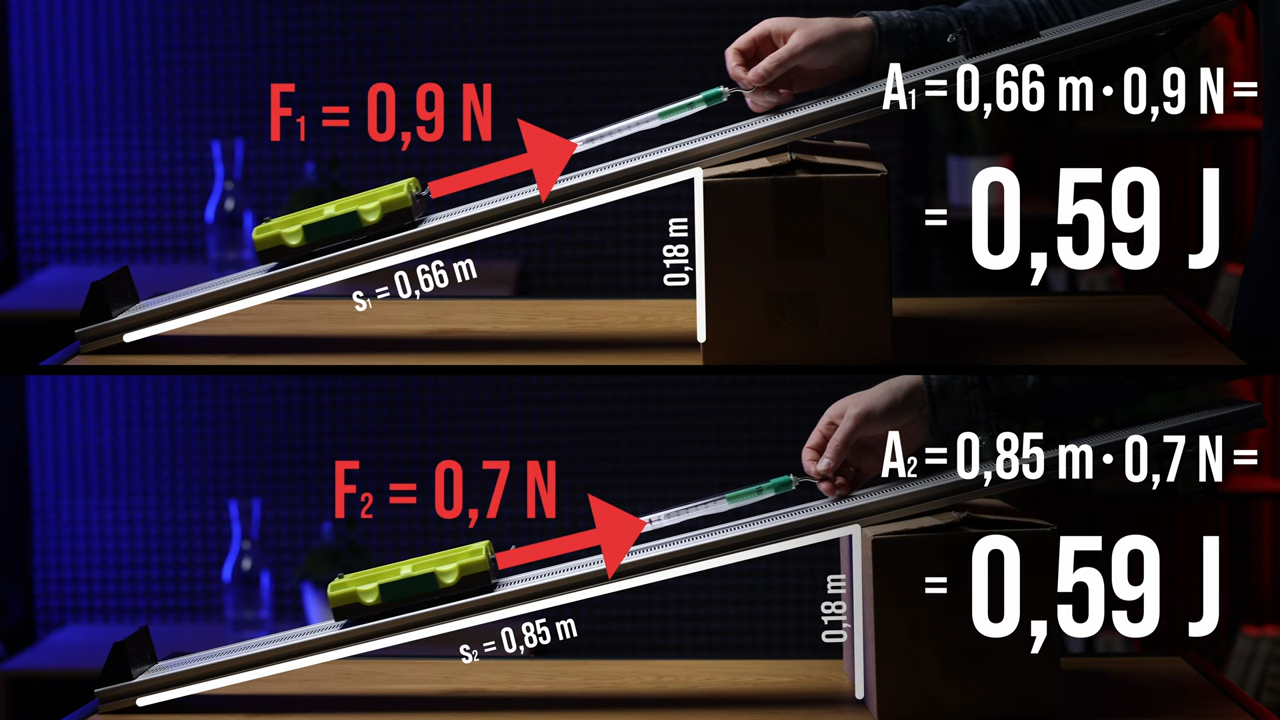 F₁ = 0,9 N
A₁ = 0,66 m · 0,9 N =
= 0,59 J
s₁ = 0,66 m
0,18 m
F₂ = 0,7 N
A₂ = 0,85 m · 0,7 N =
= 0,59 J
s₂ = 0,85 m
0,18 m